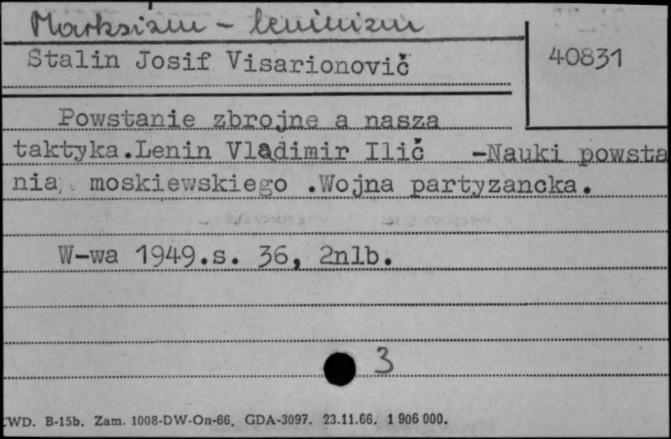 Marksizm - leninizm
Stalin Josif Visarionovič
40831
Powstanie zbrojne a nasza
taktyka.Lenin Vladimir Ilič -Nauki powsta
nia moskiewskiego .Wojna partyzancka.
W-wa 1949.s. 36, 2nlb.
3
WD. B-15b. Zam. 1008-DW-On-66. GDA-3097. 23.11.66. 1 906 000.